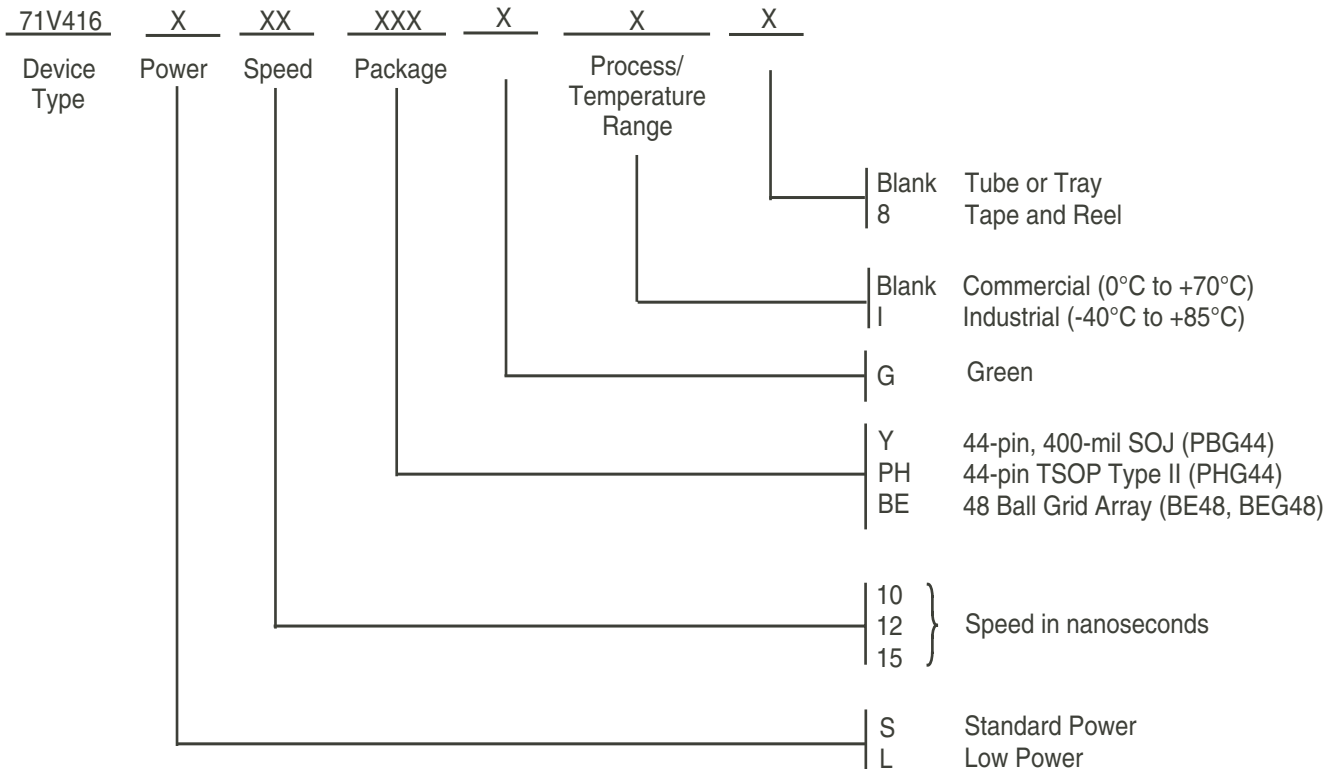 71V416 X XX XXX X X X
Device Type Power Speed Package Process/ Temperature Range
Blank Tube or Tray
8 Tape and Reel
Blank Commercial (0°C to +70°C)
I Industrial (-40°C to +85°C)
G Green
Y 44-pin, 400-mil SOJ (PBG44)
PH 44-pin TSOP Type II (PHG44)
BE 48 Ball Grid Array (BE48, BEG48)
10
12 Speed in nanoseconds
15
S Standard Power
L Low Power